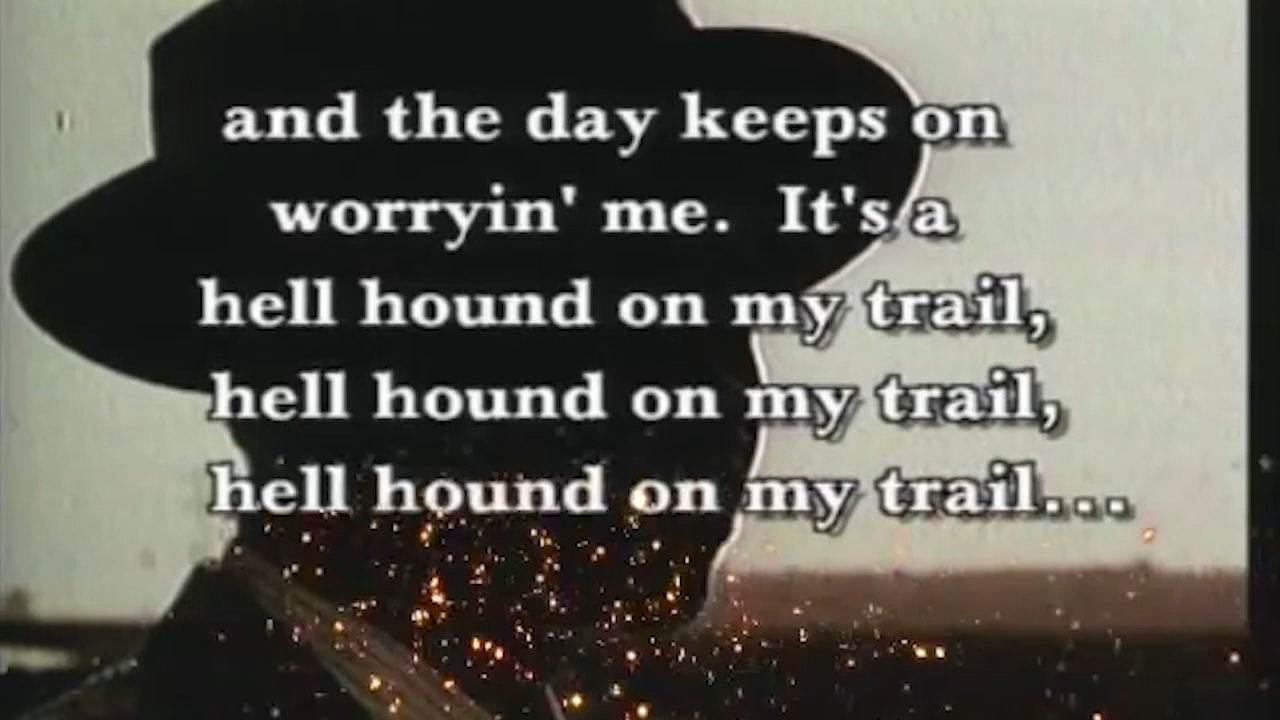 and the day keeps on
worryin' me.  It's a
hell hound on my trail,
hell hound on my trail,
hell hound on my trail...